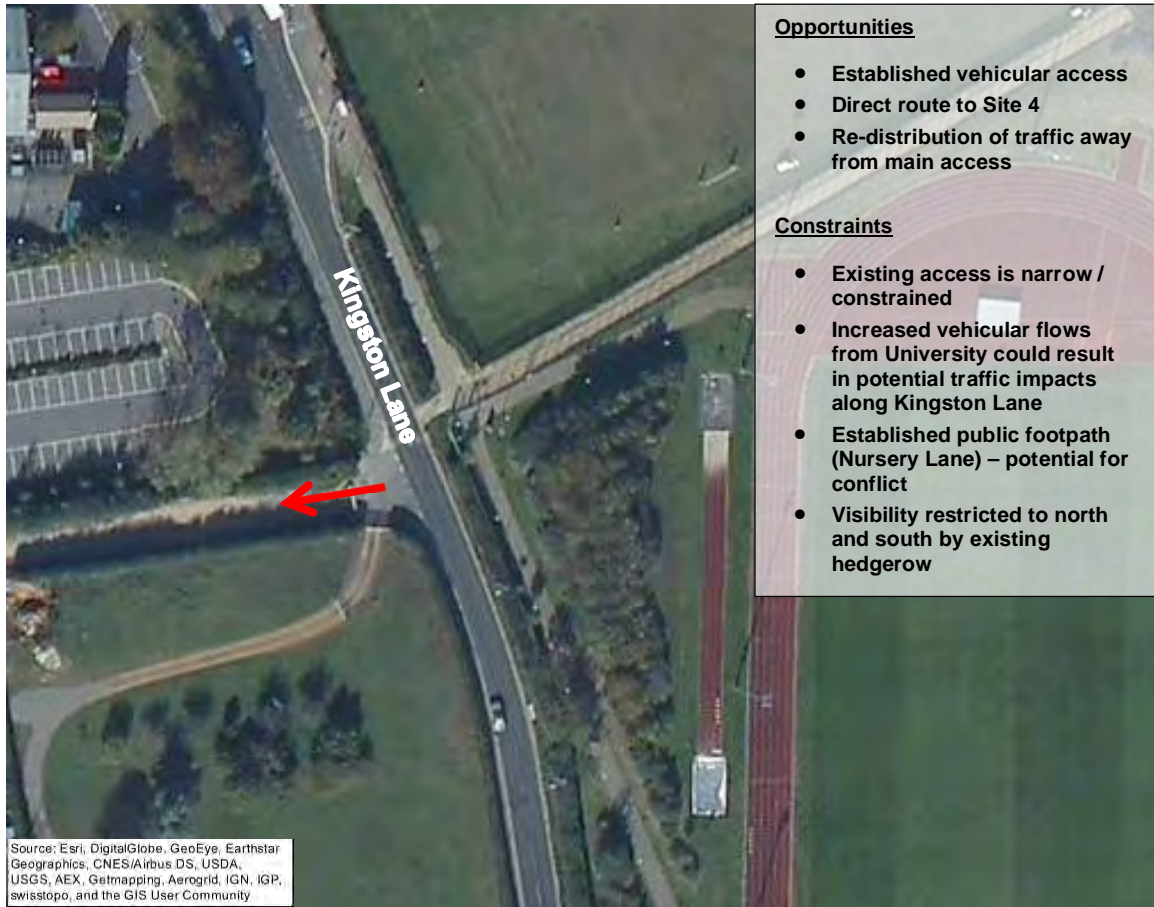 Opportunities
• Established vehicular access
• Direct route to Site 4
• Re-distribution of traffic away
from main access
Constraints
• Existing access is narrow /
constrained
• Increased vehicular flows
from University could result
in potential traffic impacts
along Kingston Lane
• Established public footpath
(Nursery Lane) – potential for
conflict
• Visibility restricted to north
and south by existing
hedgerow
Kingston Lane
Source: Esri, DigitalGlobe, GeoEye, Earthstar
Geographics, CNES/Airbus DS, USDA,
USGS, AEX, Getmapping, Aerogrid, IGN, IGP,
swisstopo, and the GIS User Community